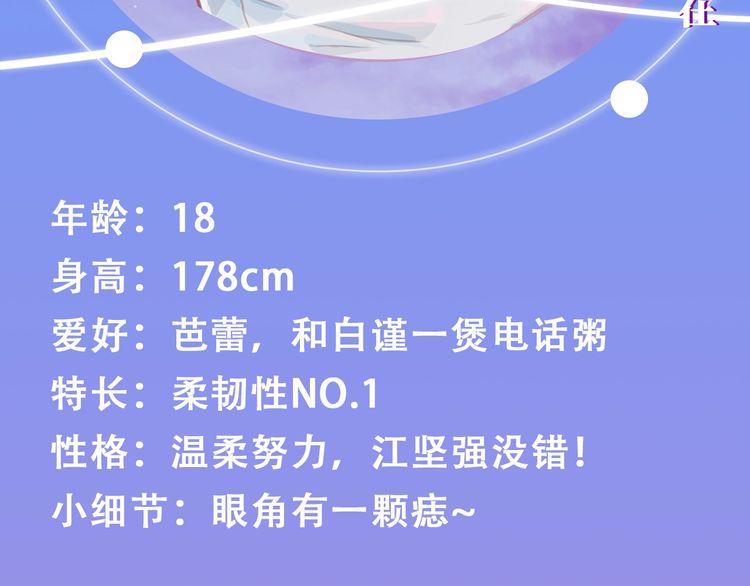 仕
年龄：18
身高：178cm
爱好：芭蕾，和白谨一煲电话粥
特长：柔韧性NO.1
性格：温柔努力，江坚强没错！
小细节：眼角有一颗痣~